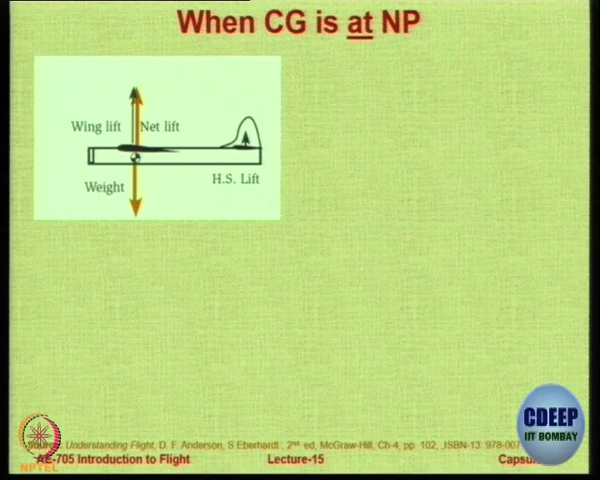 When CG is at NP
Wing lift
Net lift
Weight
H.S. Lift
Source: Understanding Flight, D. F. Anderson, S.Eberhardt, 2nd ed, McGraw-Hill, Ch-4, pp. 102, ,ISBN-13: 978-007
AE-705 Introduction to Flight
Lecture-15
NPTEL
CDEEP
IIT BOMBAY